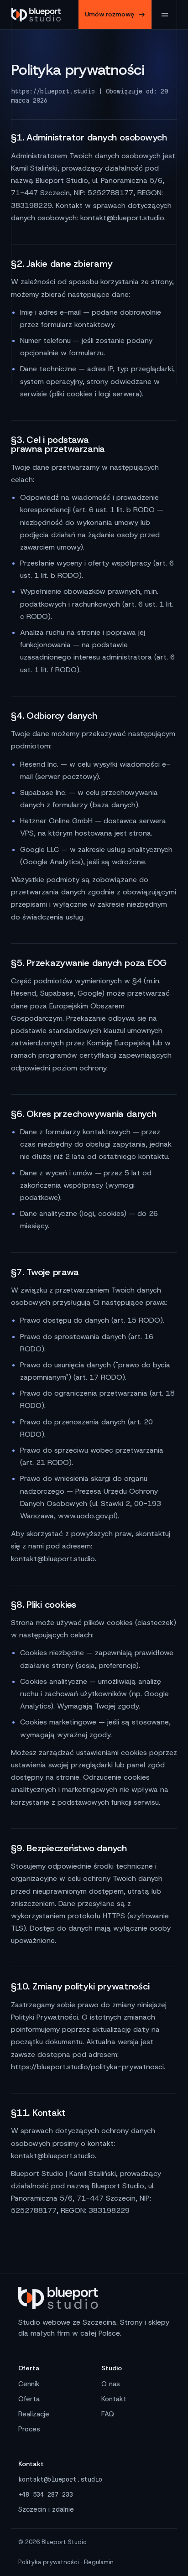 blueport studio
Umów rozmowę →
Polityka prywatności
https://blueport.studio | Obowiązuje od: 20
marca 2026
§1. Administrator danych osobowych
Administratorem Twoich danych osobowych jest
Kamil Staliński, prowadzący działalność pod
nazwą Blueport Studio, ul. Panoramiczna 5/6,
71-447 Szczecin, NIP: 5252788177, REGON:
383198229. Kontakt w sprawach dotyczących
danych osobowych: kontakt@blueport.studio.
§2. Jakie dane zbieramy
W zależności od sposobu korzystania ze strony,
możemy zbierać następujące dane:
• Imię i adres e-mail — podane dobrowolnie
przez formularz kontaktowy.
• Numer telefonu — jeśli zostanie podany
opcjonalnie w formularzu.
• Dane techniczne — adres IP, typ przeglądarki,
system operacyjny, strony odwiedzane w
serwisie (pliki cookies i logi serwera).
§3. Cel i podstawa
prawna przetwarzania
Twoje dane przetwarzamy w następujących
celach:
• Odpowiedź na wiadomość i prowadzenie
korespondencji (art. 6 ust. 1 lit. b RODO —
niezbędność do wykonania umowy lub
podjęcia działań na żądanie osoby przed
zawarciem umowy).
• Przesłanie wyceny i oferty współpracy (art. 6
ust. 1 lit. b RODO).
• Wypełnienie obowiązków prawnych, m.in.
podatkowych i rachunkowych (art. 6 ust. 1 lit.
c RODO).
• Analiza ruchu na stronie i poprawa jej
funkcjonowania — na podstawie
uzasadnionego interesu administratora (art. 6
ust. 1 lit. f RODO).
§4. Odbiorcy danych
Twoje dane możemy przekazywać następującym
podmiotom:
• Resend Inc. — w celu wysyłki wiadomości e-
mail (serwer pocztowy).
• Supabase Inc. — w celu przechowywania
danych z formularzy (baza danych).
• Hetzner Online GmbH — dostawca serwera
VPS, na którym hostowana jest strona.
• Google LLC — w zakresie usług analitycznych
(Google Analytics), jeśli są wdrożone.
Wszystkie podmioty są zobowiązane do
przetwarzania danych zgodnie z obowiązującymi
przepisami i wyłącznie w zakresie niezbędnym
do świadczenia usług.
§5. Przekazywanie danych poza EOG
Część podmiotów wymienionych w §4 (m.in.
Resend, Supabase, Google) może przetwarzać
dane poza Europejskim Obszarem
Gospodarczym. Przekazanie odbywa się na
podstawie standardowych klauzul umownych
zatwierdzonych przez Komisję Europejską lub w
ramach programów certyfikacji zapewniających
odpowiedni poziom ochrony.
§6. Okres przechowywania danych
• Dane z formularzy kontaktowych — przez
czas niezbędny do obsługi zapytania, jednak
nie dłużej niż 2 lata od ostatniego kontaktu.
• Dane z wycen i umów — przez 5 lat od
zakończenia współpracy (wymogi
podatkowe).
• Dane analityczne (logi, cookies) — do 26
miesięcy.
§7. Twoje prawa
W związku z przetwarzaniem Twoich danych
osobowych przysługują Ci następujące prawa:
• Prawo dostępu do danych (art. 15 RODO).
• Prawo do sprostowania danych (art. 16
RODO).
• Prawo do usunięcia danych ("prawo do bycia
zapomnianym") (art. 17 RODO).
• Prawo do ograniczenia przetwarzania (art. 18
RODO).
• Prawo do przenoszenia danych (art. 20
RODO).
• Prawo do sprzeciwu wobec przetwarzania
(art. 21 RODO).
• Prawo do wniesienia skargi do organu
nadzorczego — Prezesa Urzędu Ochrony
Danych Osobowych (ul. Stawki 2, 00-193
Warszawa, www.uodo.gov.pl).
Aby skorzystać z powyższych praw, skontaktuj
się z nami pod adresem:
kontakt@blueport.studio.
§8. Pliki cookies
Strona może używać plików cookies (ciasteczek)
w następujących celach:
• Cookies niezbędne — zapewniają prawidłowe
działanie strony (sesja, preferencje).
• Cookies analityczne — umożliwiają analizę
ruchu i zachowań użytkowników (np. Google
Analytics). Wymagają Twojej zgody.
• Cookies marketingowe — jeśli są stosowane,
wymagają wyraźnej zgody.
Możesz zarządzać ustawieniami cookies poprzez
ustawienia swojej przeglądarki lub panel zgód
dostępny na stronie. Odrzucenie cookies
analitycznych i marketingowych nie wpływa na
korzystanie z podstawowych funkcji serwisu.
§9. Bezpieczeństwo danych
Stosujemy odpowiednie środki techniczne i
organizacyjne w celu ochrony Twoich danych
przed nieuprawnionym dostępem, utratą lub
zniszczeniem. Dane przesyłane są z
wykorzystaniem protokołu HTTPS (szyfrowanie
TLS). Dostęp do danych mają wyłącznie osoby
upoważnione.
§10. Zmiany polityki prywatności
Zastrzegamy sobie prawo do zmiany niniejszej
Polityki Prywatności. O istotnych zmianach
poinformujemy poprzez aktualizację daty na
początku dokumentu. Aktualna wersja jest
zawsze dostępna pod adresem:
https://blueport.studio/polityka-prywatnosci.
§11. Kontakt
W sprawach dotyczących ochrony danych
osobowych prosimy o kontakt:
kontakt@blueport.studio.
Blueport Studio | Kamil Staliński, prowadzący
działalność pod nazwą Blueport Studio, ul.
Panoramiczna 5/6, 71-447 Szczecin, NIP:
5252788177, REGON: 383198229
blueport studio
Studio webowe ze Szczecina. Strony i sklepy
dla małych firm w całej Polsce.
Oferta
Cennik
Oferta
Realizacje
Proces
Studio
O nas
Kontakt
FAQ
Kontakt
kontakt@blueport.studio
+48 534 287 233
Szczecin i zdalnie
© 2026 Blueport Studio
Polityka prywatności · Regulamin